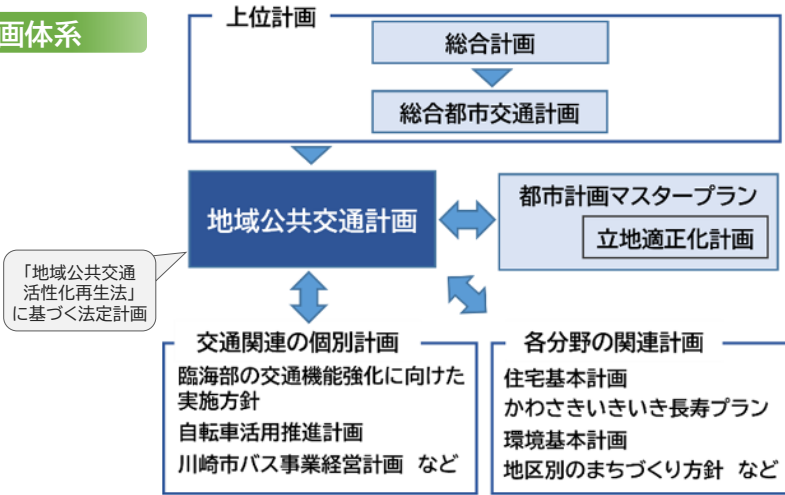 画体系
上位計画
総合計画
総合都市交通計画
地域公共交通計画
都市計画マスタープラン
立地適正化計画
「地域公共交通
活性化再生法」
に基づく法定計画
交通関連の個別計画
臨海部の交通機能強化に向けた
実施方針
自転車活用推進計画
川崎市バス事業経営計画 など
各分野の関連計画
住宅基本計画
かわさきいきいき長寿プラン
環境基本計画
地区別のまちづくり方針 など